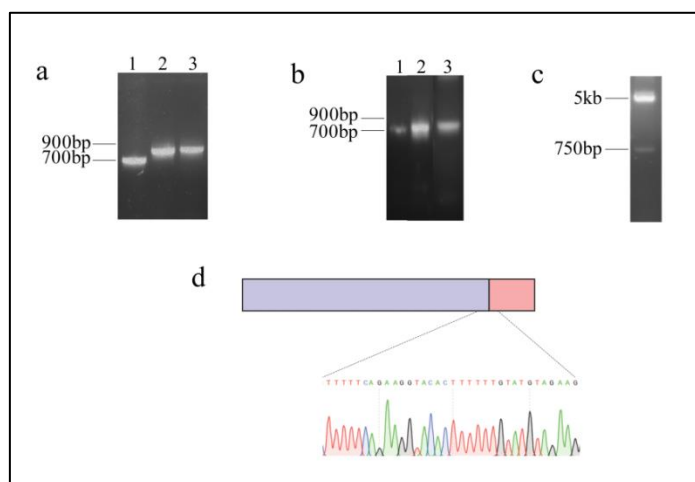 a
1 2 3
900bp
700bp
b
1 2 3
900bp
700bp
c
5kb
750bp
d
TTTTTCAGAAGGTACACTTTTTTGTATGTAGAAG